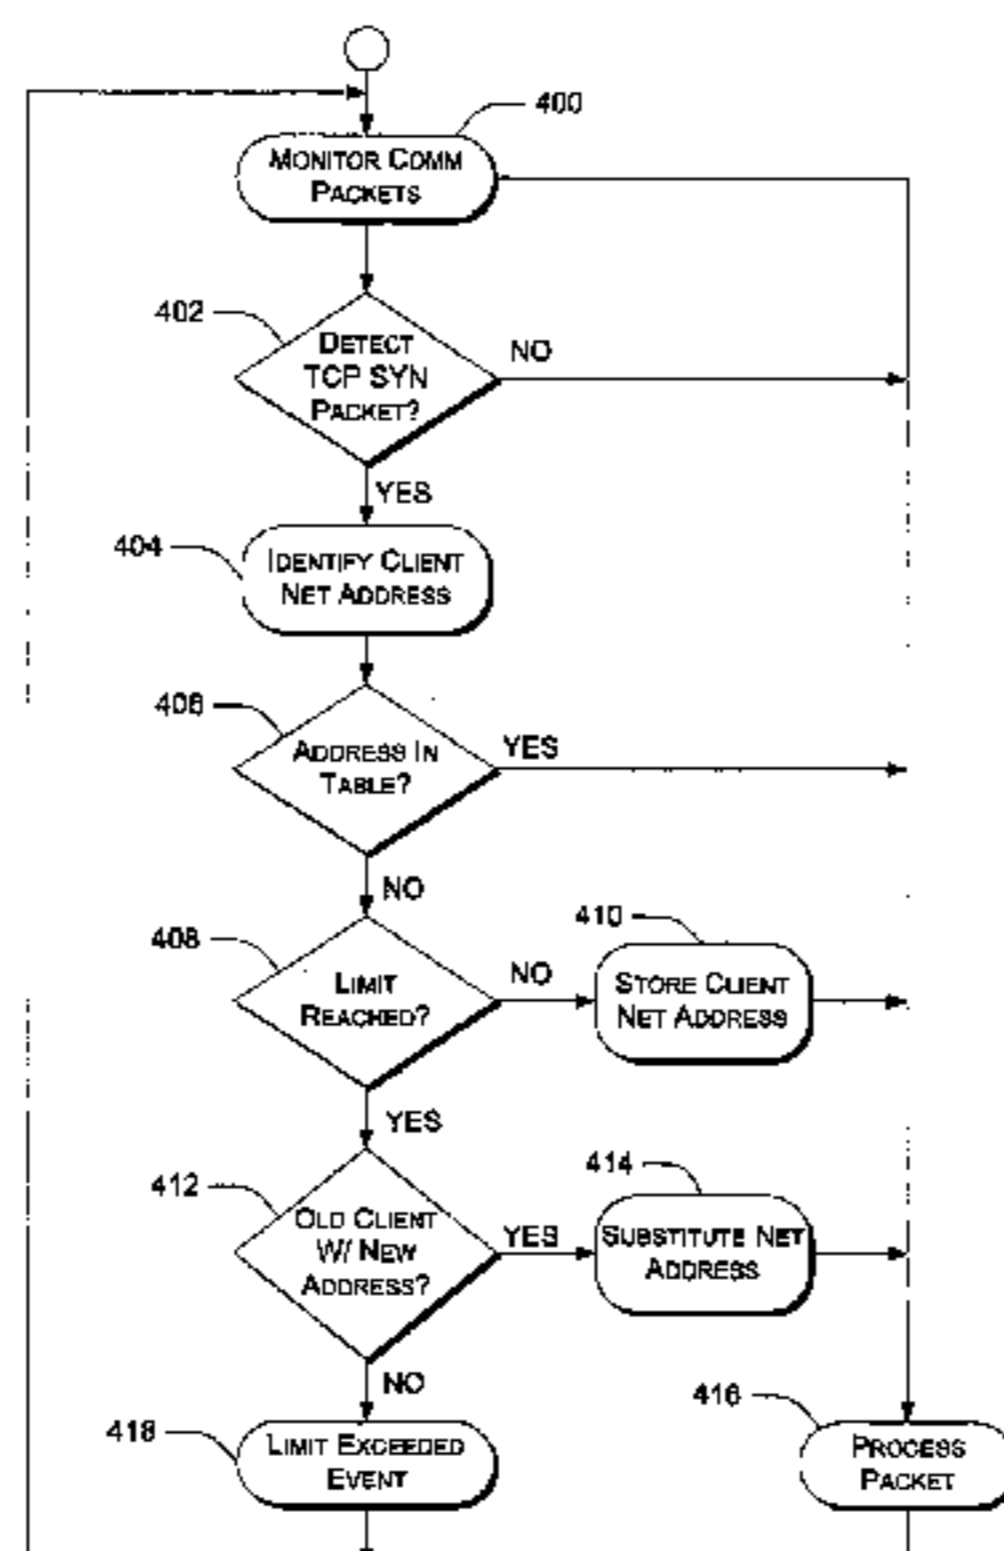 400
MONITOR COMM
PACKETS
402
DETECT
TCP SYN
PACKET?
NO
YES
404
IDENTIFY CLIENT
NET ADDRESS
406
ADDRESS IN
TABLE?
YES
NO
408
LIMIT
REACHED?
NO
410
STORE CLIENT
NET ADDRESS
YES
412
OLD CLIENT
W/ NEW
ADDRESS?
YES
414
SUBSTITUTE NET
ADDRESS
NO
418
LIMIT EXCEEDED
EVENT
416
PROCESS
PACKET